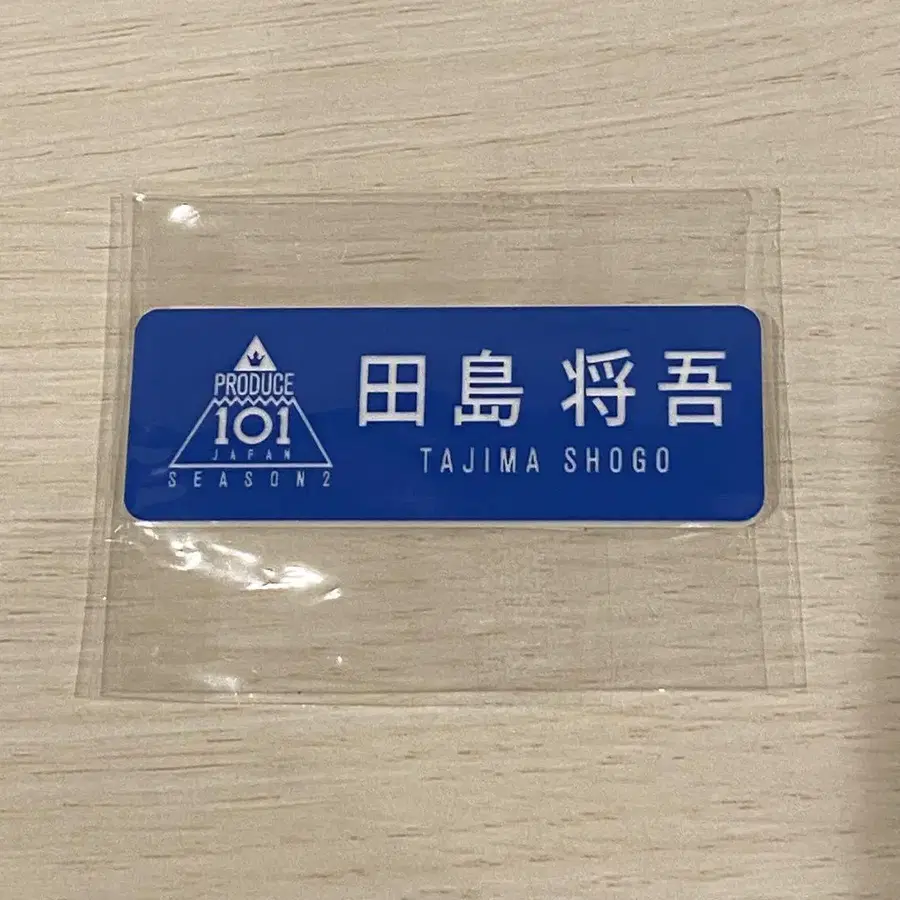 PRODUCE
101
JAPAN
SEASON2
田島 将吾
TAJIMA SHOGO